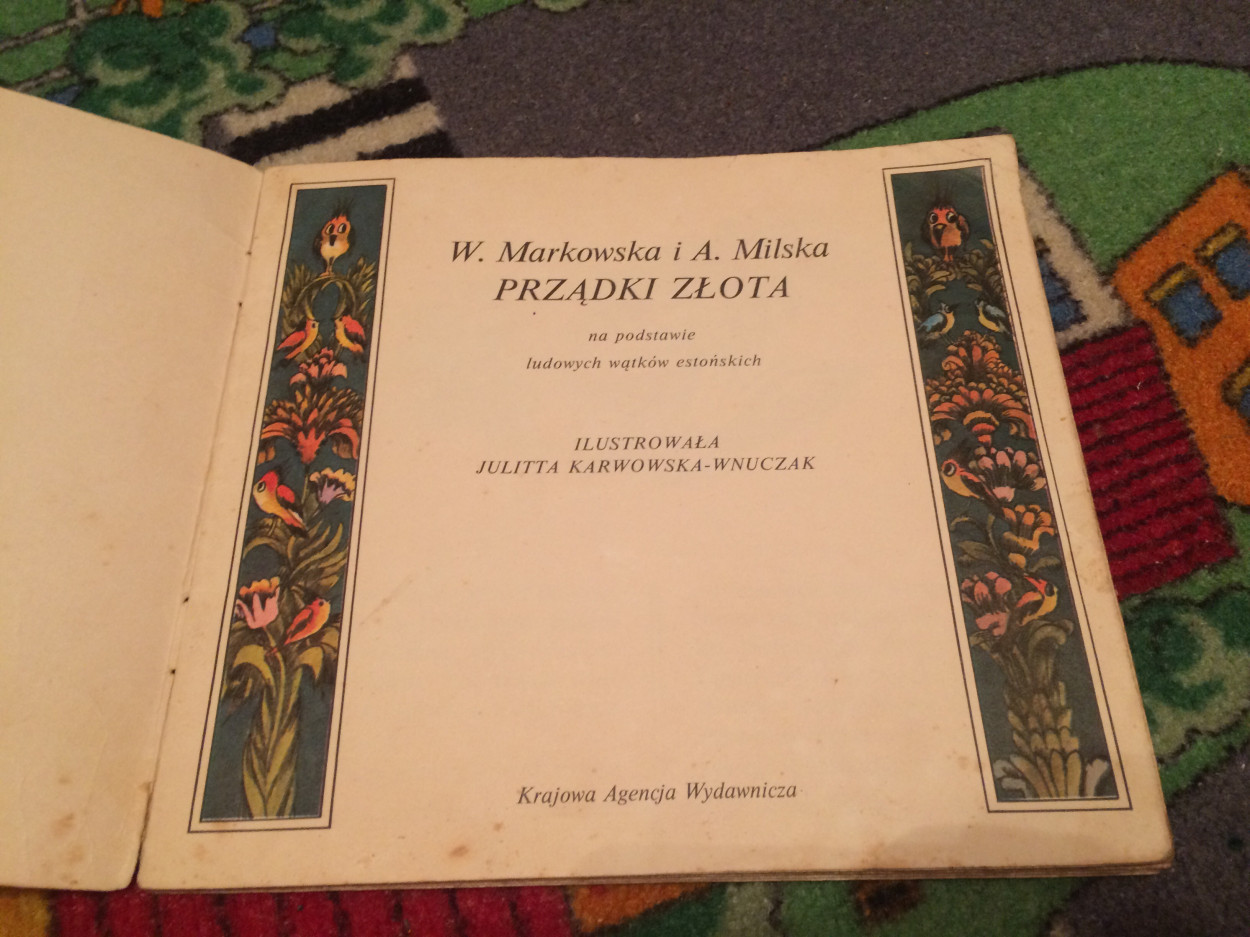 W. Markowska i A. Milska
PRZĄDKI ZŁOTA
na podstawie
ludowych wątków estońskich
ILUSTROWAŁA
JULITTA KARWOWSKA-WNUCZAK
Krajowa Agencja Wydawnicza